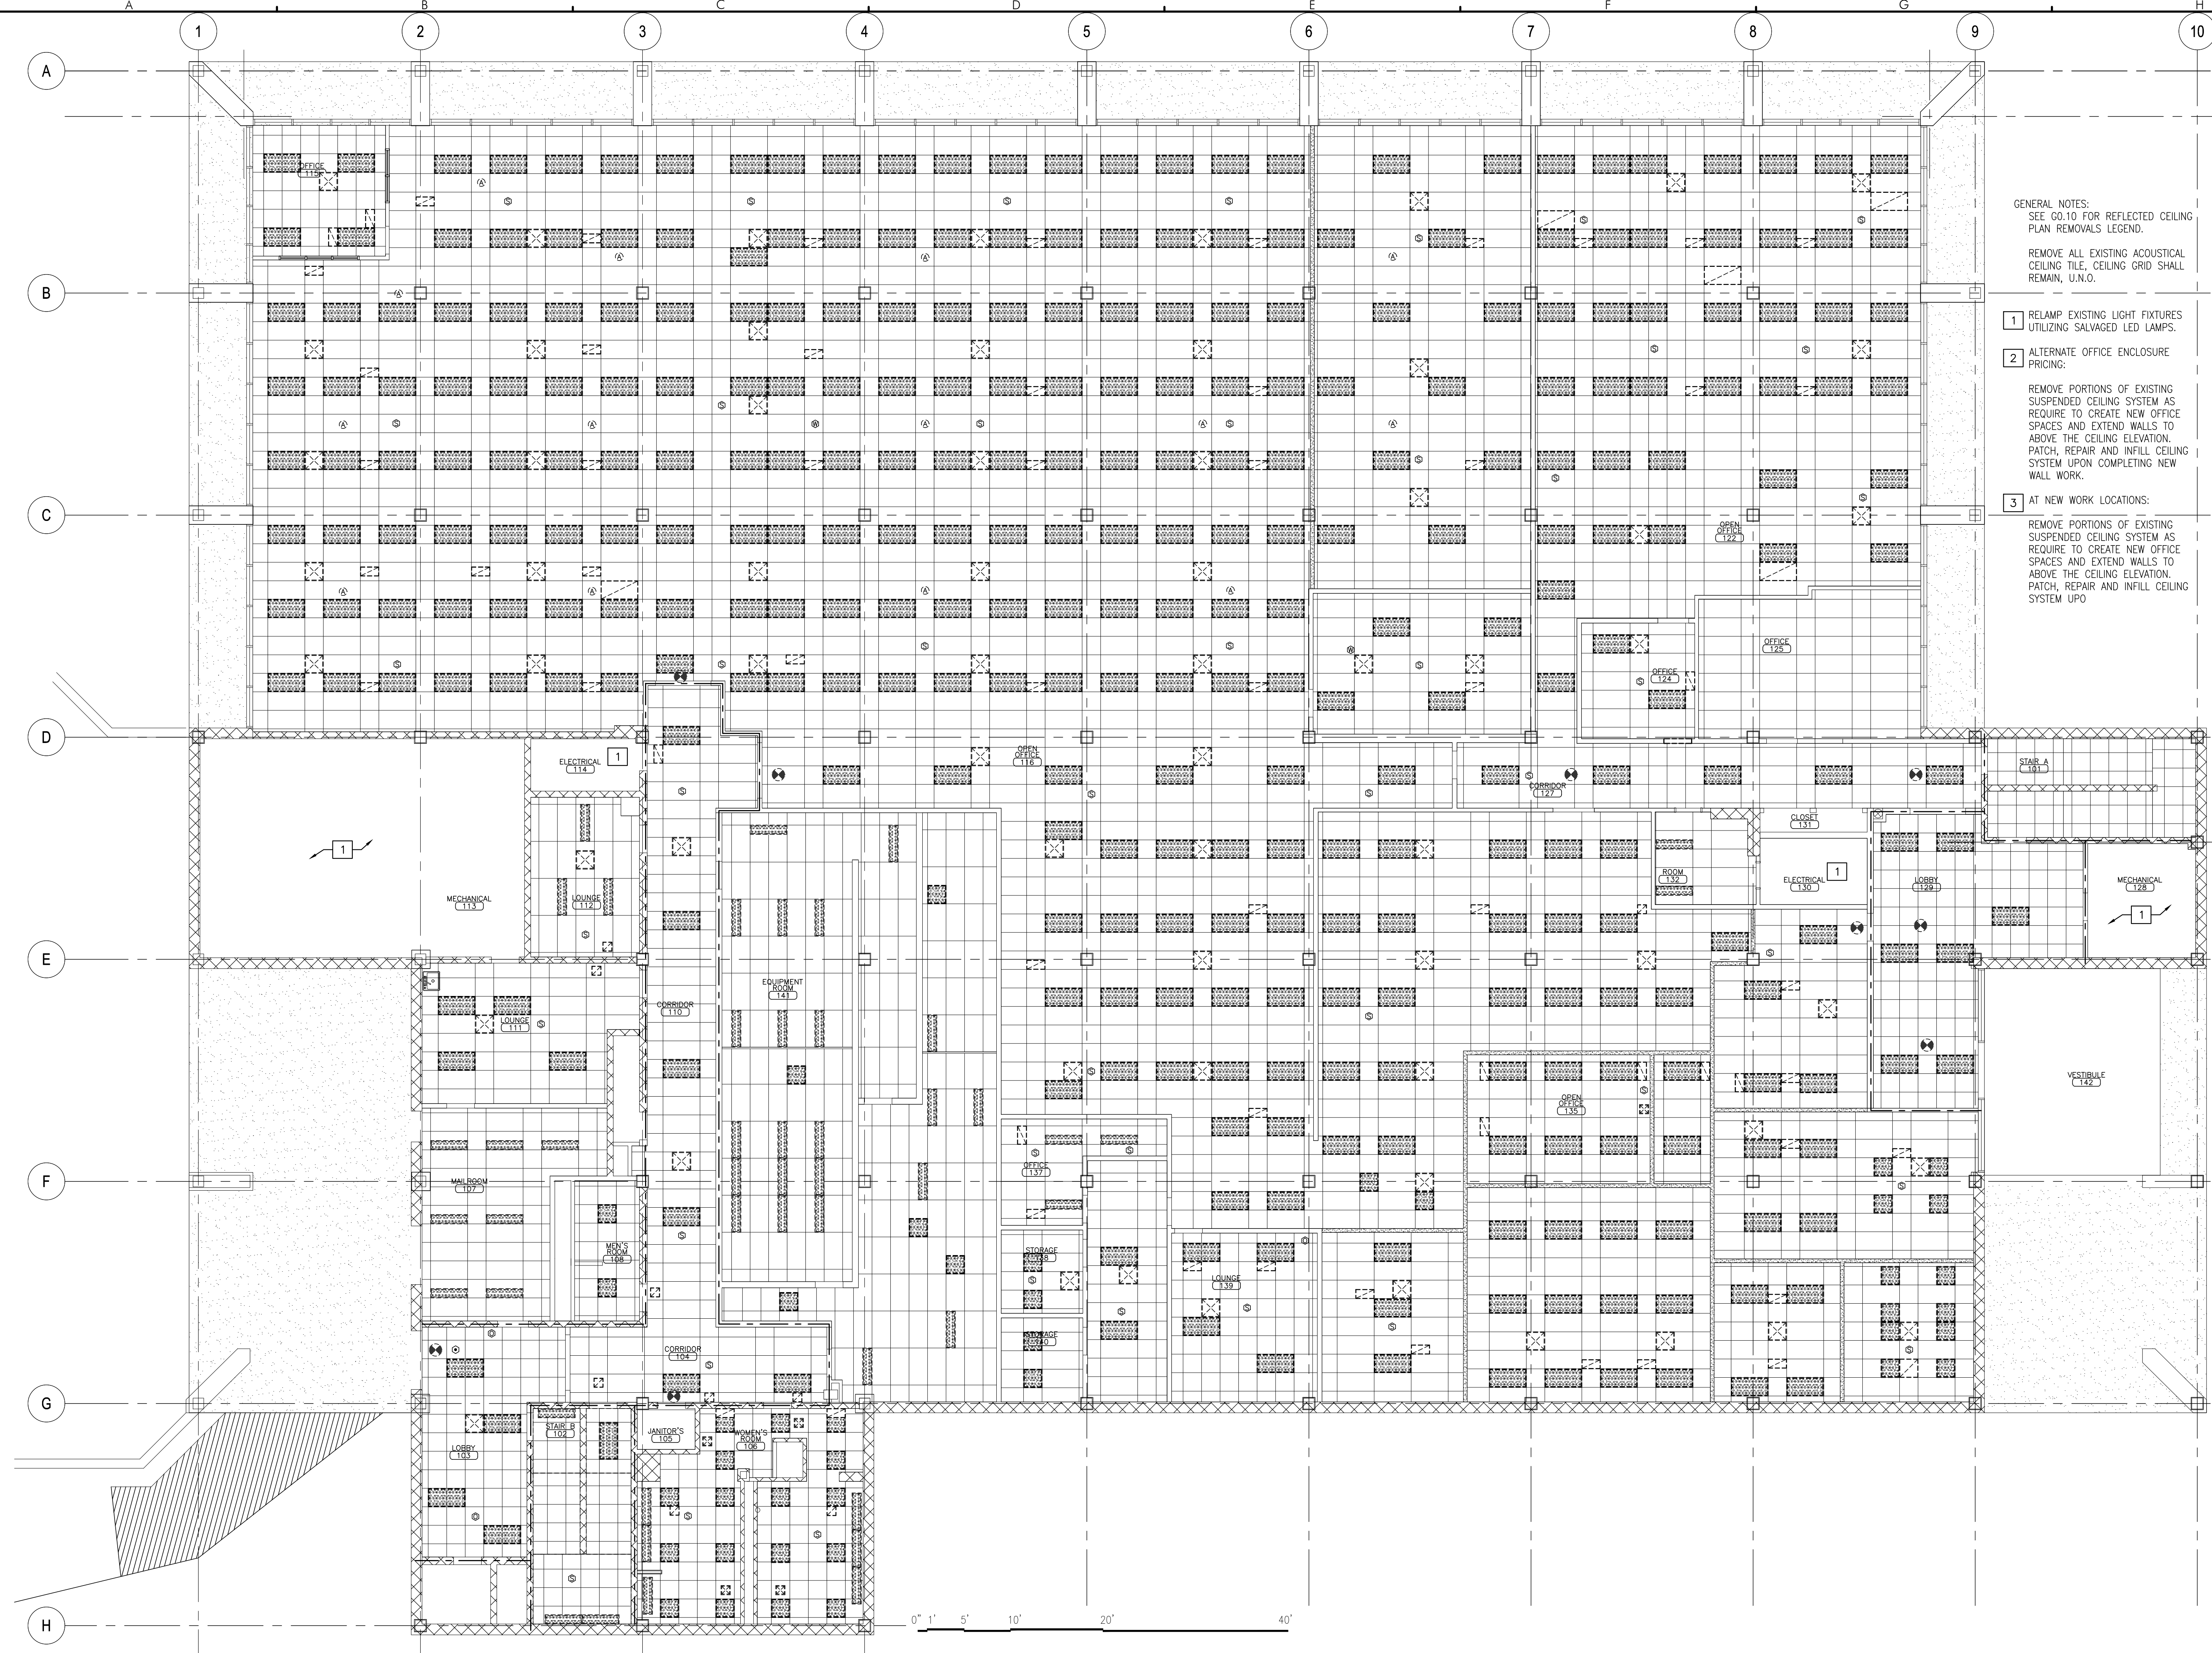 A B C D E F G H
1 2 3 4 5 6 7 8 9 10
A
B
C
D
E
F
G
H
OFFICE
115
OPEN
OFFICE
122
OFFICE
125
OFFICE
124
OPEN
OFFICE
116
ELECTRICAL
114
1
STAIR A
101
CORRIDOR
127
CLOSET
131
1
ROOM
132
ELECTRICAL
130
1
LOBBY
129
MECHANICAL
128
1
MECHANICAL
113
LOUNGE
112
EQUIPMENT
ROOM
141
CORRIDOR
110
LOUNGE
111
VESTIBULE
142
OPEN
OFFICE
135
OFFICE
137
MAILROOM
107
MEN'S
ROOM
108
STORAGE
138
LOUNGE
139
STORAGE
140
CORRIDOR
104
STAIR B
102
JANITOR'S
105
WOMEN'S
ROOM
106
LOBBY
103
0" 1' 5' 10' 20' 40'
GENERAL NOTES:
SEE G0.10 FOR REFLECTED CEILING
PLAN REMOVALS LEGEND.
REMOVE ALL EXISTING ACOUSTICAL
CEILING TILE, CEILING GRID SHALL
REMAIN, U.N.O.
1 RELAMP EXISTING LIGHT FIXTURES
UTILIZING SALVAGED LED LAMPS.
2 ALTERNATE OFFICE ENCLOSURE
PRICING:
REMOVE PORTIONS OF EXISTING
SUSPENDED CEILING SYSTEM AS
REQUIRE TO CREATE NEW OFFICE
SPACES AND EXTEND WALLS TO
ABOVE THE CEILING ELEVATION.
PATCH, REPAIR AND INFILL CEILING
SYSTEM UPON COMPLETING NEW
WALL WORK.
3 AT NEW WORK LOCATIONS:
REMOVE PORTIONS OF EXISTING
SUSPENDED CEILING SYSTEM AS
REQUIRE TO CREATE NEW OFFICE
SPACES AND EXTEND WALLS TO
ABOVE THE CEILING ELEVATION.
PATCH, REPAIR AND INFILL CEILING
SYSTEM UPO